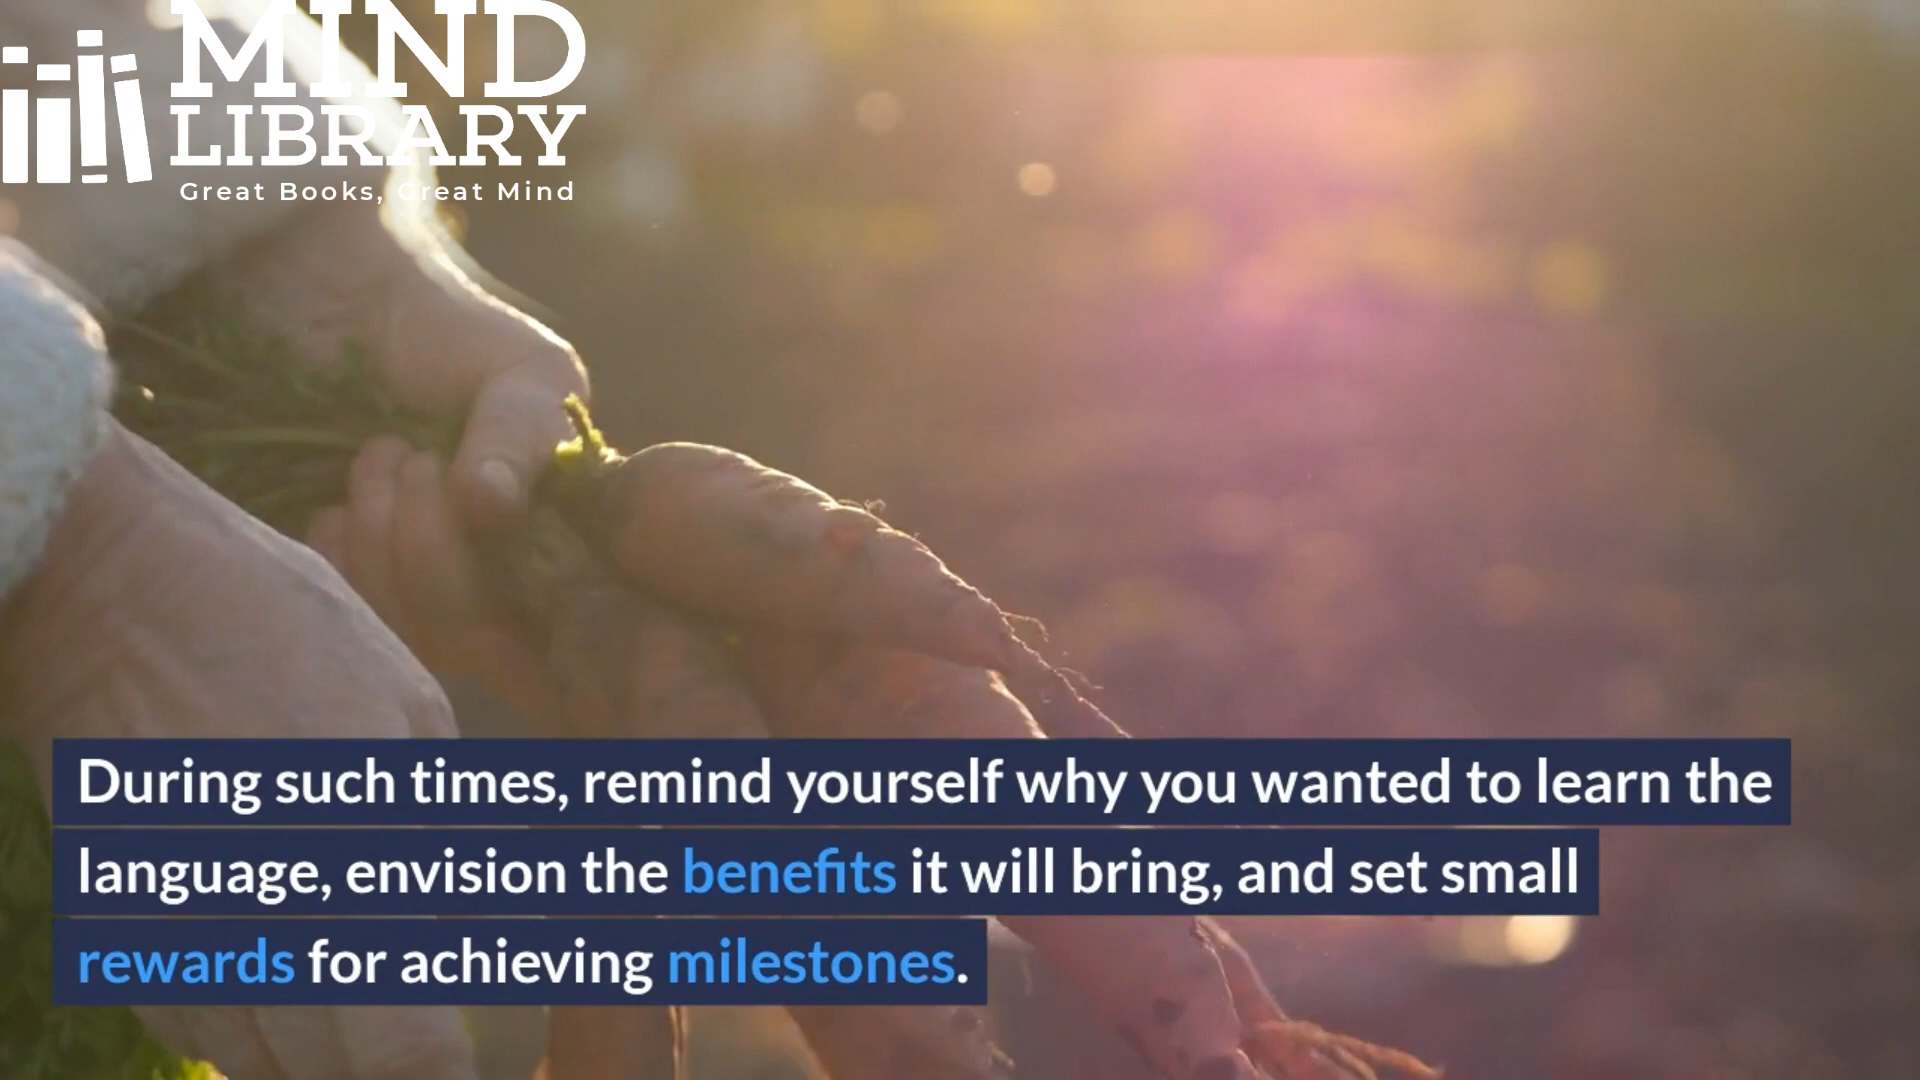 MIND
LIBRARY
Great Books, Great Mind
During such times, remind yourself why you wanted to learn the
language, envision the benefits it will bring, and set small
rewards for achieving milestones.